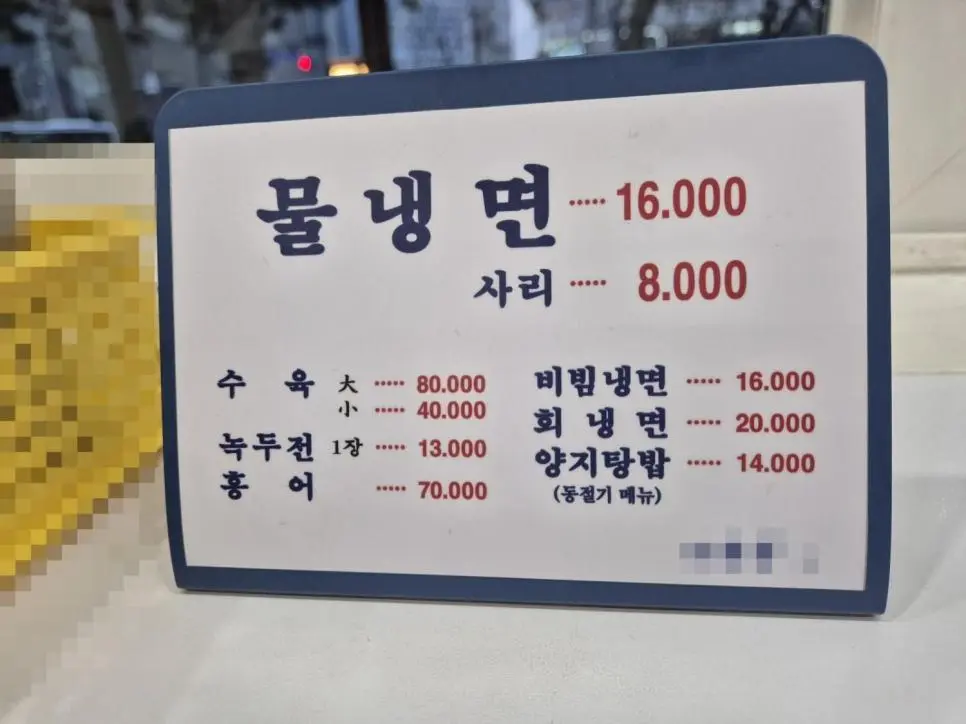 물냉면 ····· 16.000
사리 ····· 8.000
수육 大 ····· 80.000
小 ····· 40.000
녹두전 1장 ····· 13.000
홍어 ····· 70.000
비빔냉면 ····· 16.000
회냉면 ····· 20.000
양지탕밥 ····· 14.000
(동절기 메뉴)